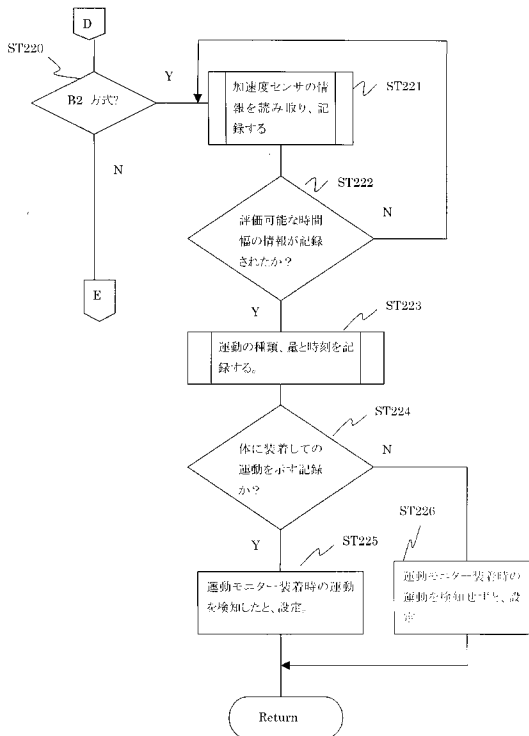 D
ST220
B2 方式?
Y
N
E
加速度センサの情
報を読み取り、記
録する
ST221
ST222
評価可能な時間
幅の情報が記録
されたか？
N
Y
ST223
運動の種類、量と時刻を記
録する。
ST224
体に装着しての
運動を示す記録
か？
N
Y
ST225
運動モニター装着時の運動
を検知したと、設定。
ST226
運動モニター装着時の
運動を検知せずと、設
定
Return